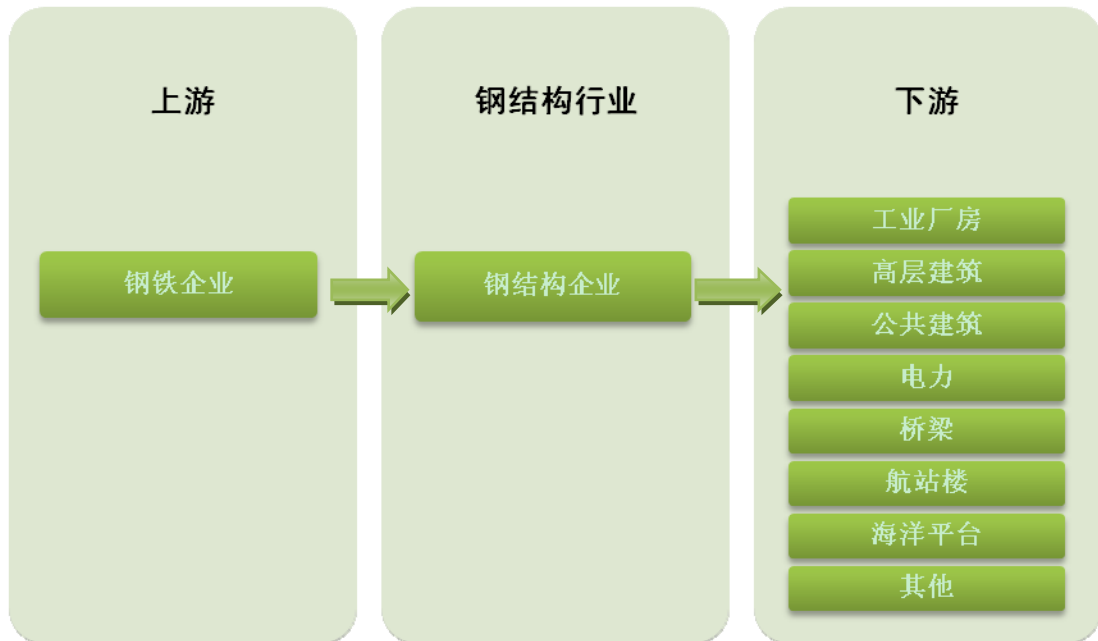 上游
钢铁企业
钢结构行业
钢结构企业
下游
工业厂房
高层建筑
公共建筑
电力
桥梁
航站楼
海洋平台
其他